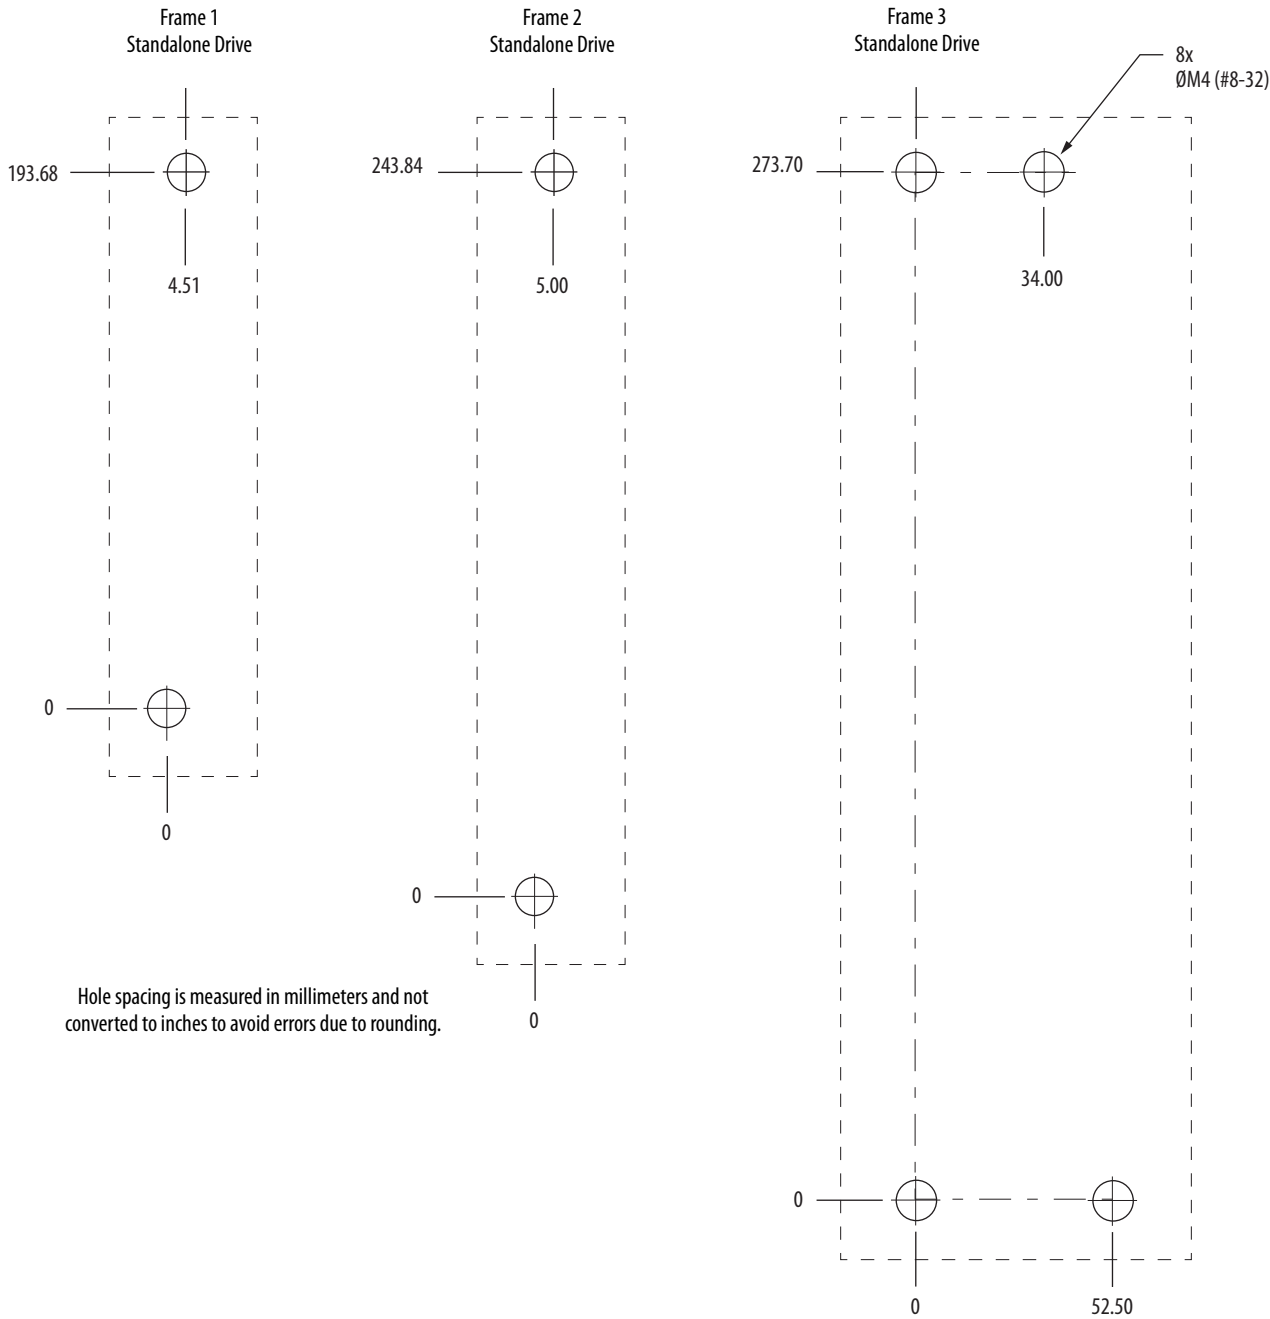 Frame 1
Standalone Drive
Frame 2
Standalone Drive
Frame 3
Standalone Drive
8x
ØM4 (#8-32)
193.68
243.84
273.70
4.51
5.00
34.00
0
0
0
0
Hole spacing is measured in millimeters and not
converted to inches to avoid errors due to rounding.
0
0
52.50